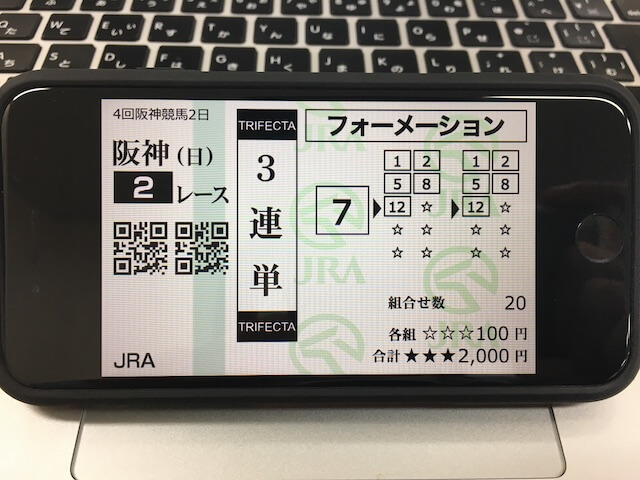 4回阪神競馬2日
阪神(日)
2レース
JRA
TRIFECTA
3連単
TRIFECTA
フォーメーション
7
1 2
5 8
12 ☆
☆ ☆
☆ ☆
1 2
5 8
12 ☆
☆ ☆
☆ ☆
組合せ数 20
各組 ☆☆☆100円
合計★★★2,000円
JRA
JRA
JRA